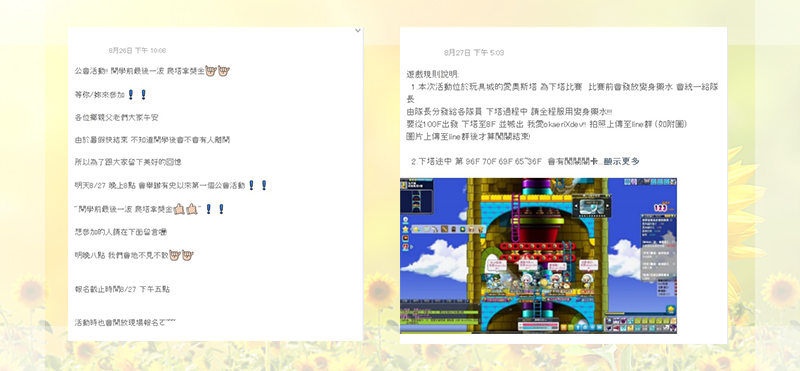 8月26日 下午 10:06
公會活動!! 開學前最後一波 爬塔拿獎金
等你/妳來參加
各位鄉親父老們大家午安
由於暑假快結束 不知道開學後會不會有人離開
所以為了跟大家留下美好的回憶
明天8/27 晚上8點 會舉辦有史以來第一個公會活動
"開學前最後一波 爬塔拿獎金"
想參加的人請在下面留言喔
明晚八點 我們當地不見不散
報名截止時間8/27 下午五點
活動時也會開放現場報名ㄛ~~~
8月27日 下午 5:03
遊戲規則說明:
1.本次活動位於玩具城的愛奧斯塔 為下塔比賽 比賽前會發放變身藥水 會統一給隊
長
由隊長分發給各隊員 下塔過程中 請全程服用變身藥水!!!
要從100F出發 下塔至8F 並喊出 我愛okaeriXdev!! 拍照上傳至line群 (如附圖)
圖片上傳至line群後才算闖關結束!
2.下塔途中 第 96F 70F 69F 65~36F 會有闖關關卡...顯示更多